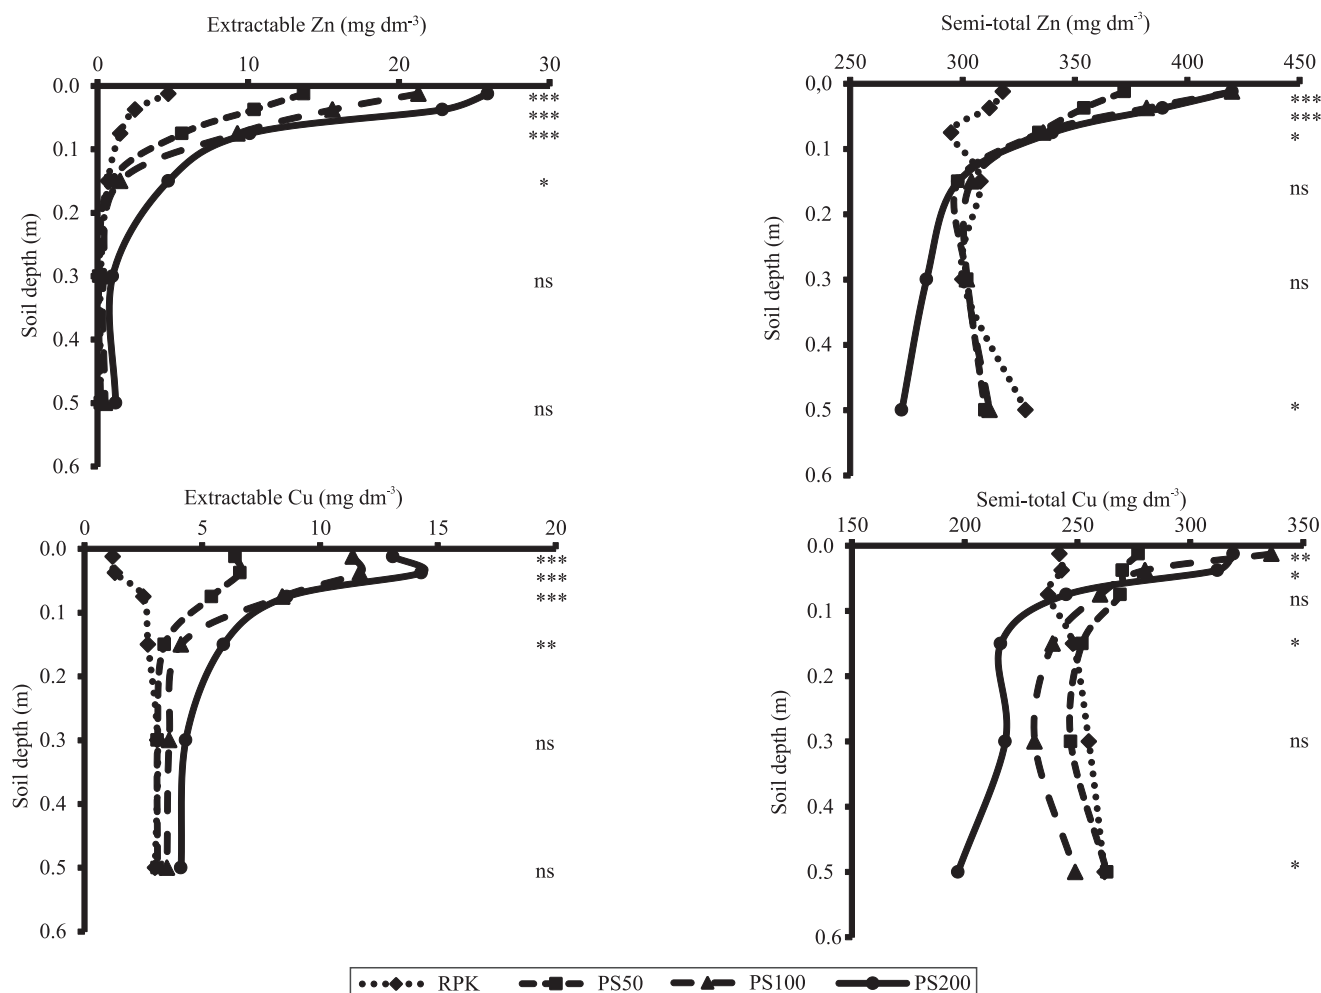 Extractable Zn (mg dm-3)
0 10 20 30
0.0
0.1
0.2
0.3
0.4
0.5
0.6
Soil depth (m)
***
***
***
*
ns
ns
Semi-total Zn (mg dm-3)
250 300 350 400 450
0.0
0.1
0.2
0.3
0.4
0.5
0.6
Soil depth (m)
***
***
*
ns
ns
*
Extractable Cu (mg dm-3)
0 5 10 15 20
0.0
0.1
0.2
0.3
0.4
0.5
0.6
Soil depth (m)
***
***
***
**
ns
ns
Semi-total Cu (mg dm-3)
150 200 250 300 350
0.0
0.1
0.2
0.3
0.4
0.5
0.6
Soil depth (m)
**
*
ns
*
ns
*
RPK PS50 PS100 PS200